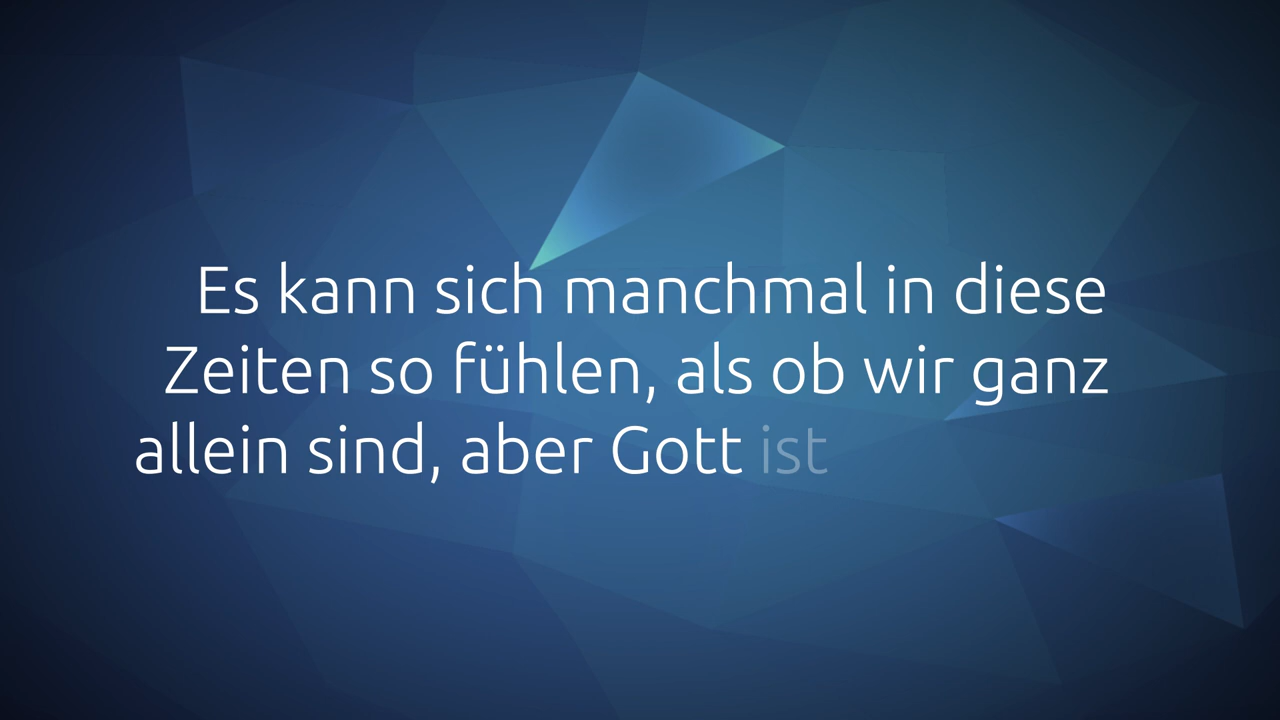 Es kann sich manchmal in diese
Zeiten so fühlen, als ob wir ganz
allein sind, aber Gott ist